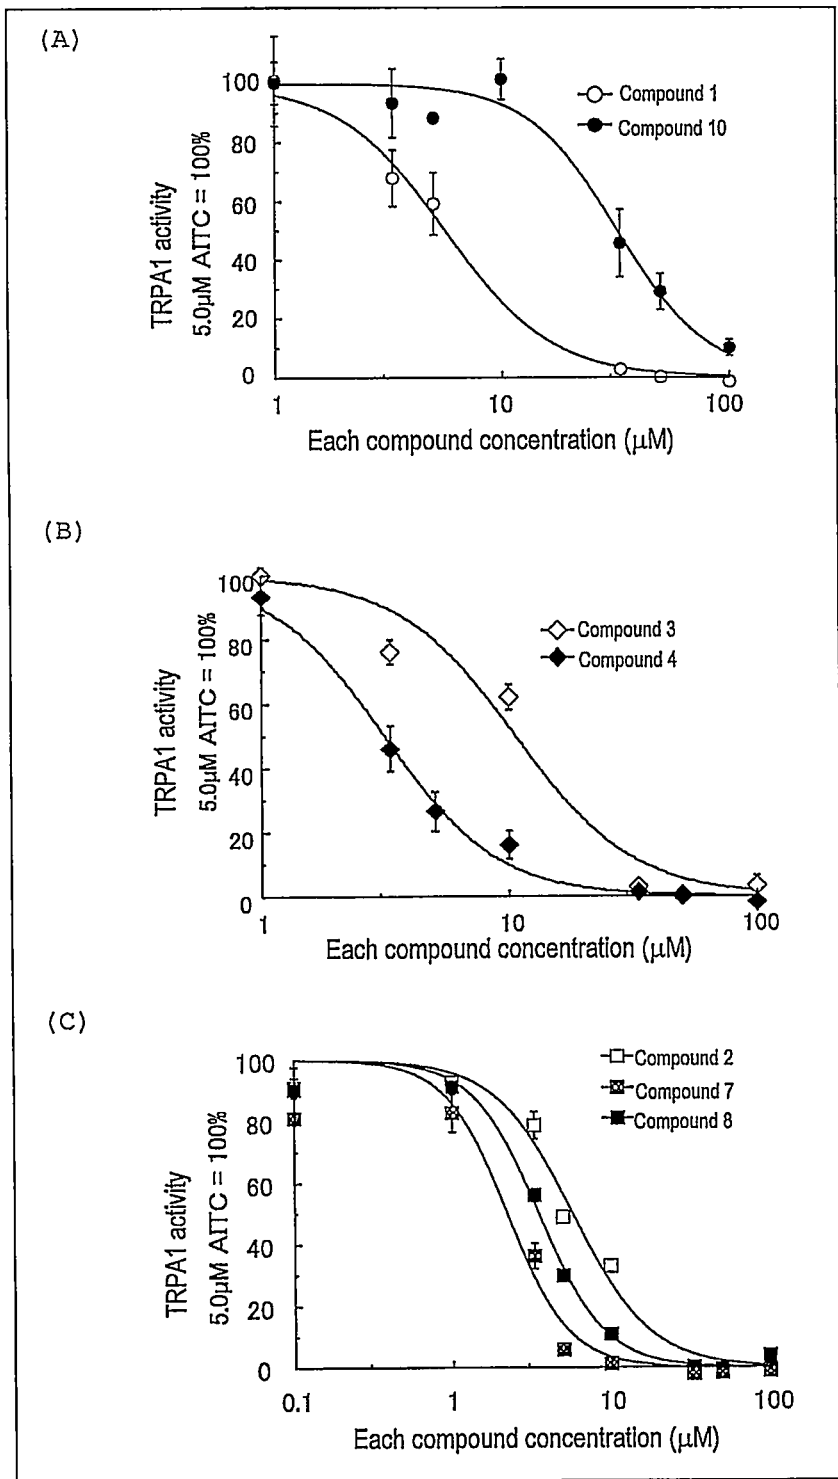 (A)
100
80
60
40
20
0
TRPA1 activity
5.0μM AITC = 100%
Compound 1
Compound 10
1
10
100
Each compound concentration (μM)
(B)
100
80
60
40
20
0
TRPA1 activity
5.0μM AITC = 100%
Compound 3
Compound 4
1
10
100
Each compound concentration (μM)
(C)
100
80
60
40
20
0
TRPA1 activity
5.0μM AITC = 100%
Compound 2
Compound 7
Compound 8
0.1
1
10
100
Each compound concentration (μM)